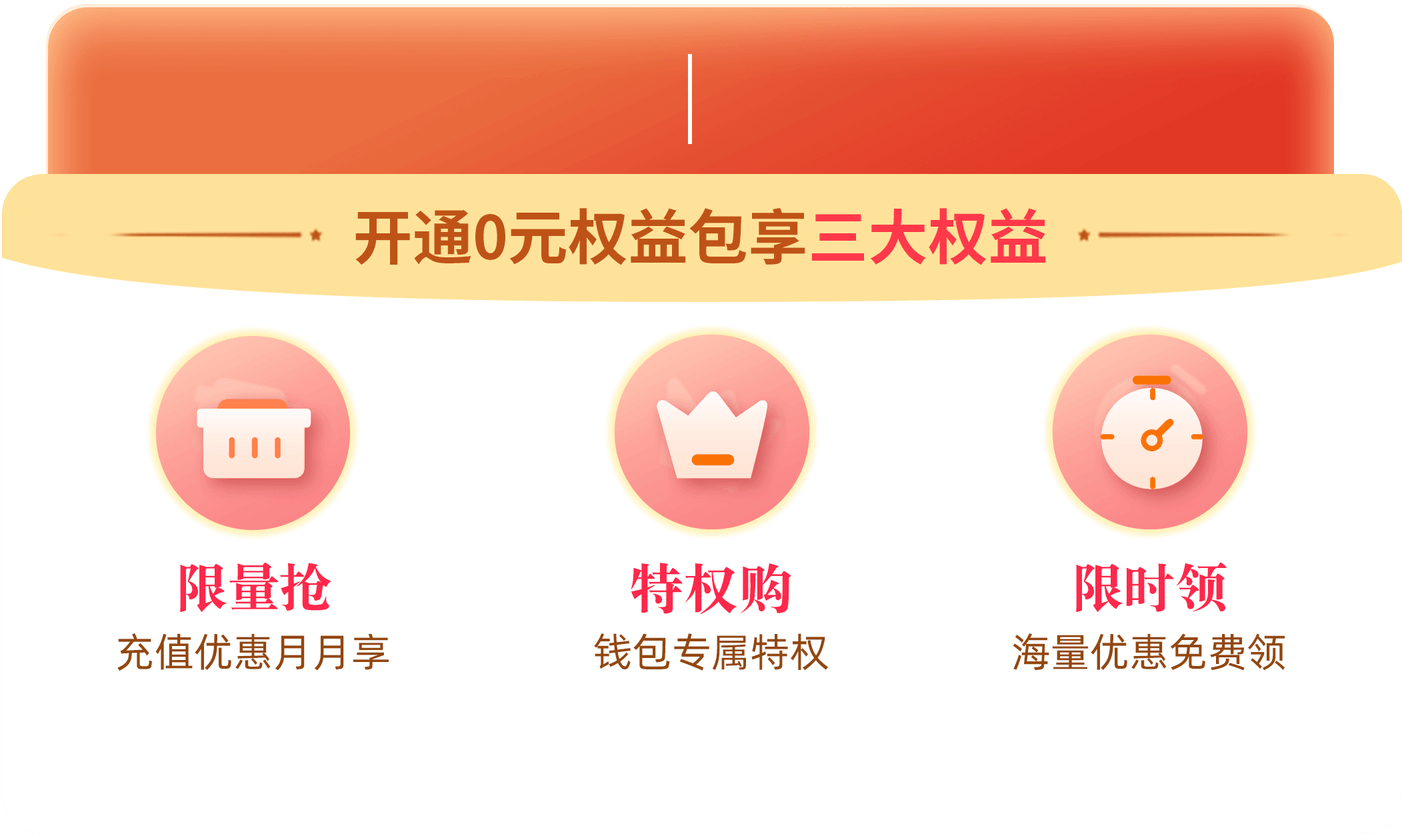 开通0元权益包享三大权益
限量抢
特权购
限时领
充值优惠月月享
钱包专属特权
海量优惠免费领